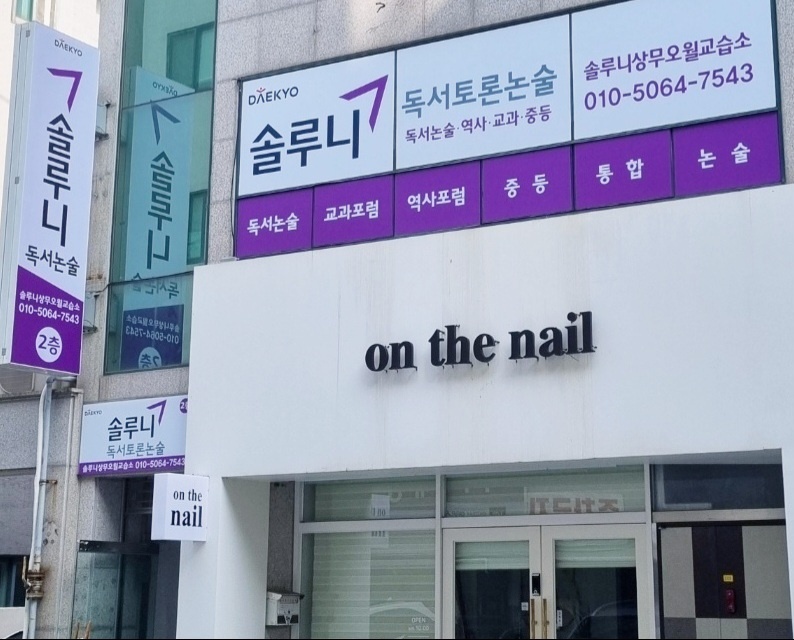 DAEKYO
솔루니
독서논술
솔루니상무오월교습소
010-5064-7543
2층
DAEKYO
솔루니
독서토론논술
독서논술·역사·교과·중등
솔루니상무오월교습소
010-5064-7543
독서논술
교과포럼
역사포럼
중등
통합
논술
on the nail
DAEKYO
솔루니
독서토론논술
솔루니상무오월교습소 010-5064-7543
on the
nail